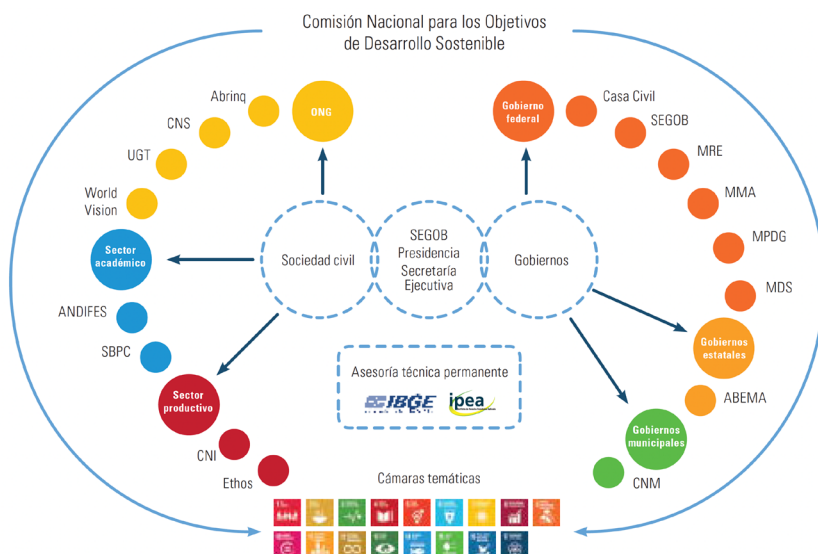 Comisión Nacional para los Objetivos
de Desarrollo Sostenible
Abrinq
ONG
CNS
UGT
World
Vision
Sector
académico
ANDIFES
SBPC
Sector
productivo
CNI
Ethos
Sociedad civil
SEGOB
Presidencia
Secretaría
Ejecutiva
Gobiernos
Gobierno
federal
Casa Civil
SEGOB
MRE
MMA
MPDG
MDS
Gobiernos
estatales
ABEMA
Gobiernos
municipales
CNM
Asesoría técnica permanente
IBGE
ipea
Cámaras temáticas